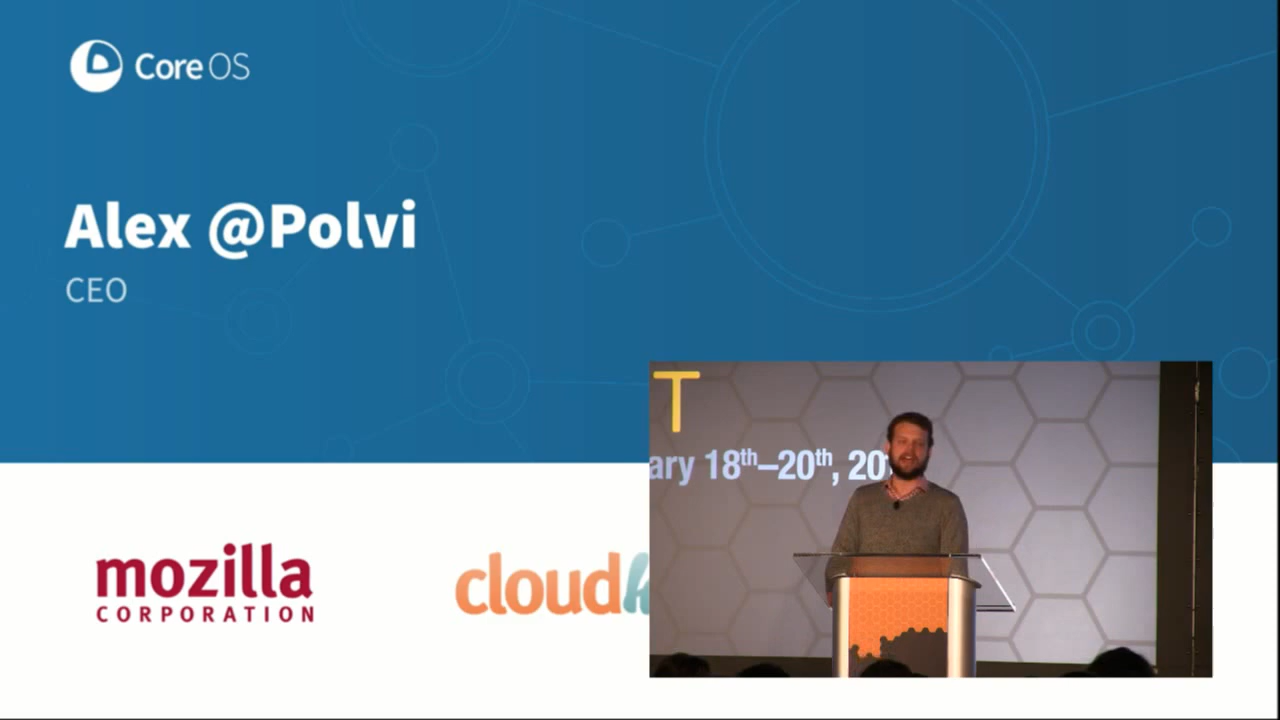 CoreOS
Alex @Polvi
CEO
mozilla
CORPORATION
cloud
T
ary 18th–20th, 20